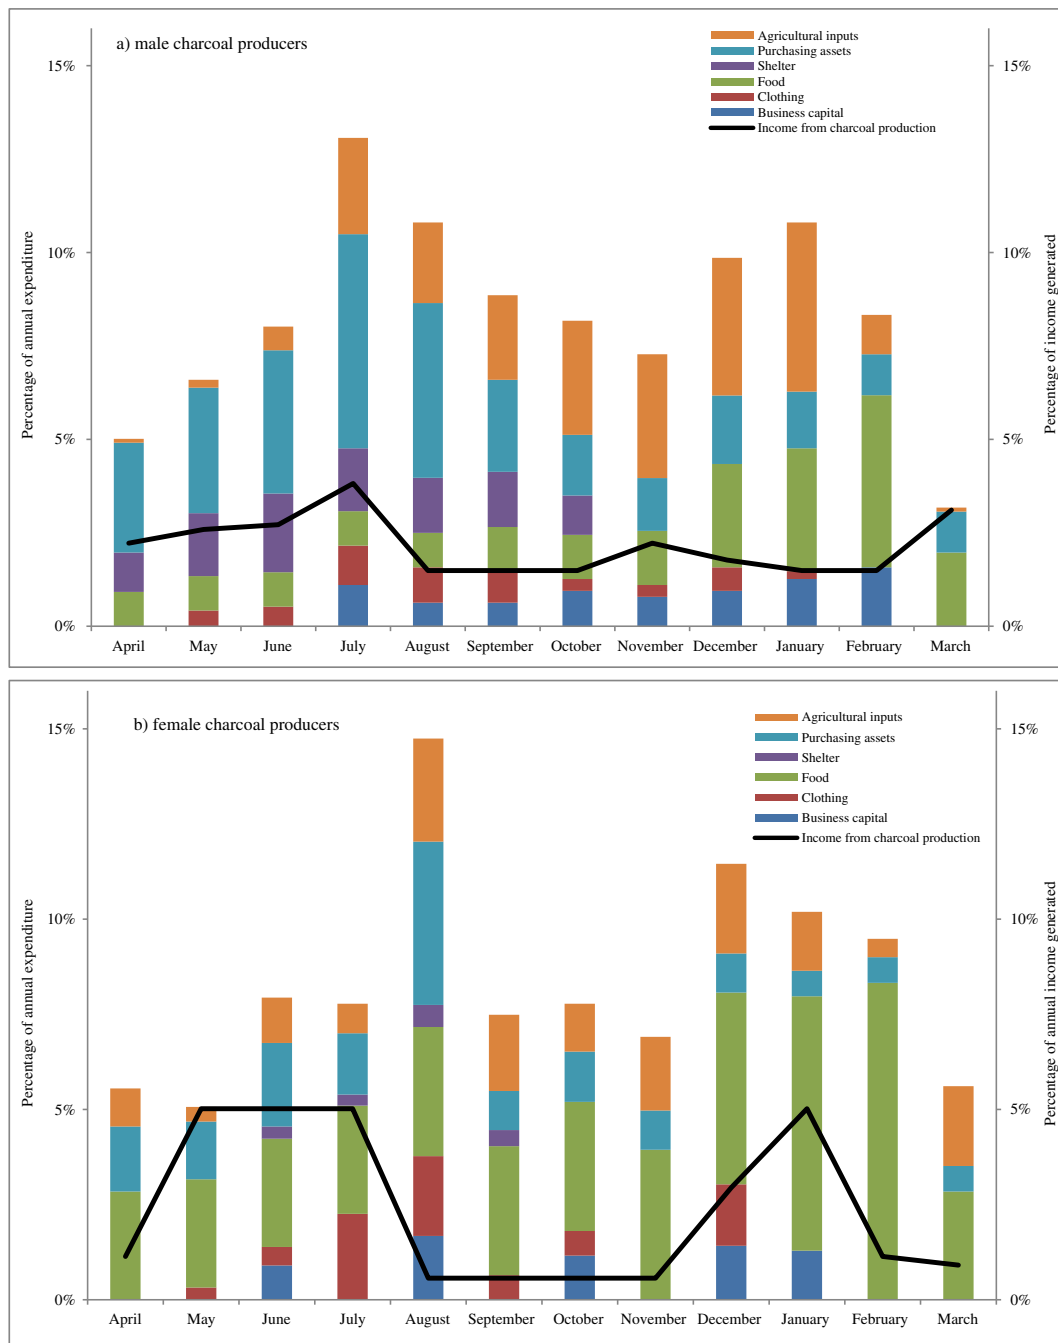 a) male charcoal producers
Agricultural inputs
Purchasing assets
Shelter
Food
Clothing
Business capital
Income from charcoal production
15%
10%
5%
0%
Percentage of annual expenditure
15%
10%
5%
0%
Percentage of income generated
April May June July August September October November December January February March
b) female charcoal producers
Agricultural inputs
Purchasing assets
Shelter
Food
Clothing
Business capital
Income from charcoal production
15%
10%
5%
0%
Percentage of annual expenditure
15%
10%
5%
0%
Percentage of annual income generated
April May June July August September October November December January February March